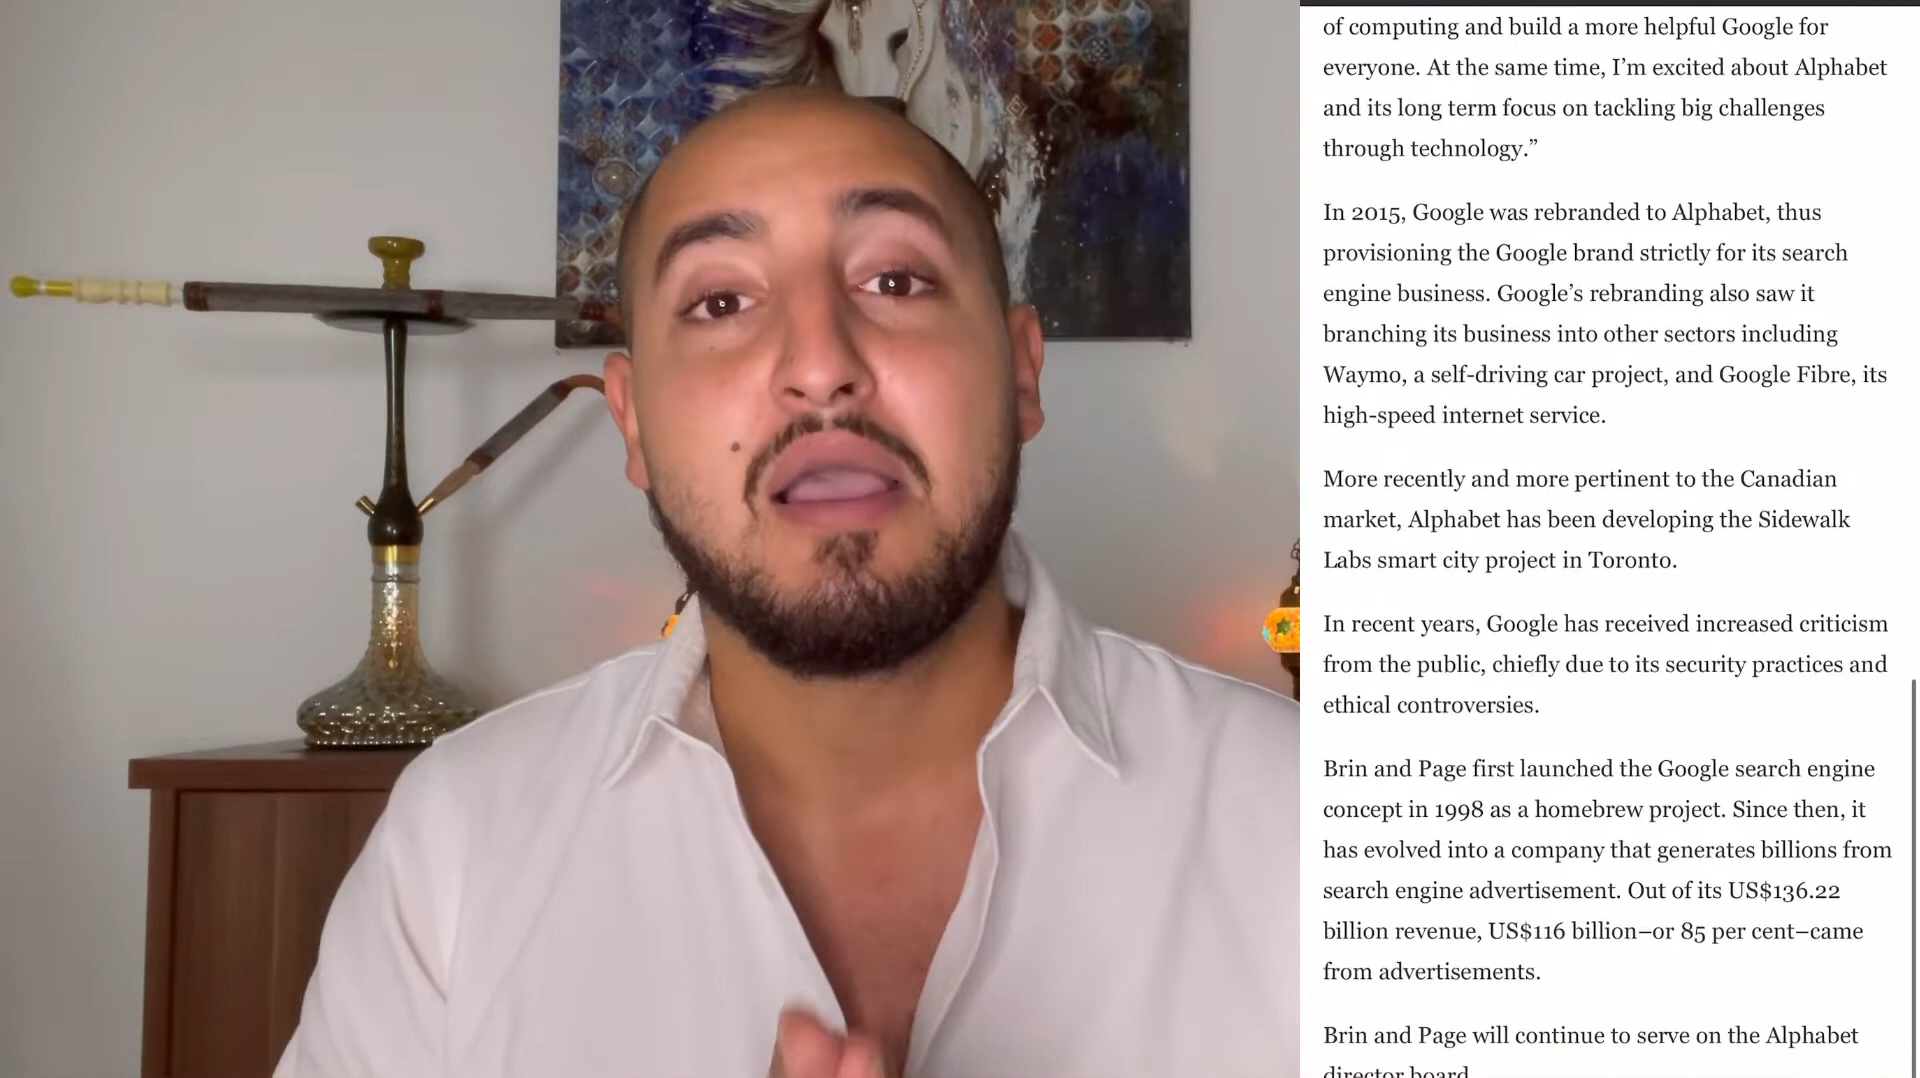 of computing and build a more helpful Google for
everyone. At the same time, I’m excited about Alphabet
and its long term focus on tackling big challenges
through technology.”
In 2015, Google was rebranded to Alphabet, thus
provisioning the Google brand strictly for its search
engine business. Google’s rebranding also saw it
branching its business into other sectors including
Waymo, a self-driving car project, and Google Fibre, its
high-speed internet service.
More recently and more pertinent to the Canadian
market, Alphabet has been developing the Sidewalk
Labs smart city project in Toronto.
In recent years, Google has received increased criticism
from the public, chiefly due to its security practices and
ethical controversies.
Brin and Page first launched the Google search engine
concept in 1998 as a homebrew project. Since then, it
has evolved into a company that generates billions from
search engine advertisement. Out of its US$136.22
billion revenue, US$116 billion–or 85 per cent–came
from advertisements.
Brin and Page will continue to serve on the Alphabet
director board